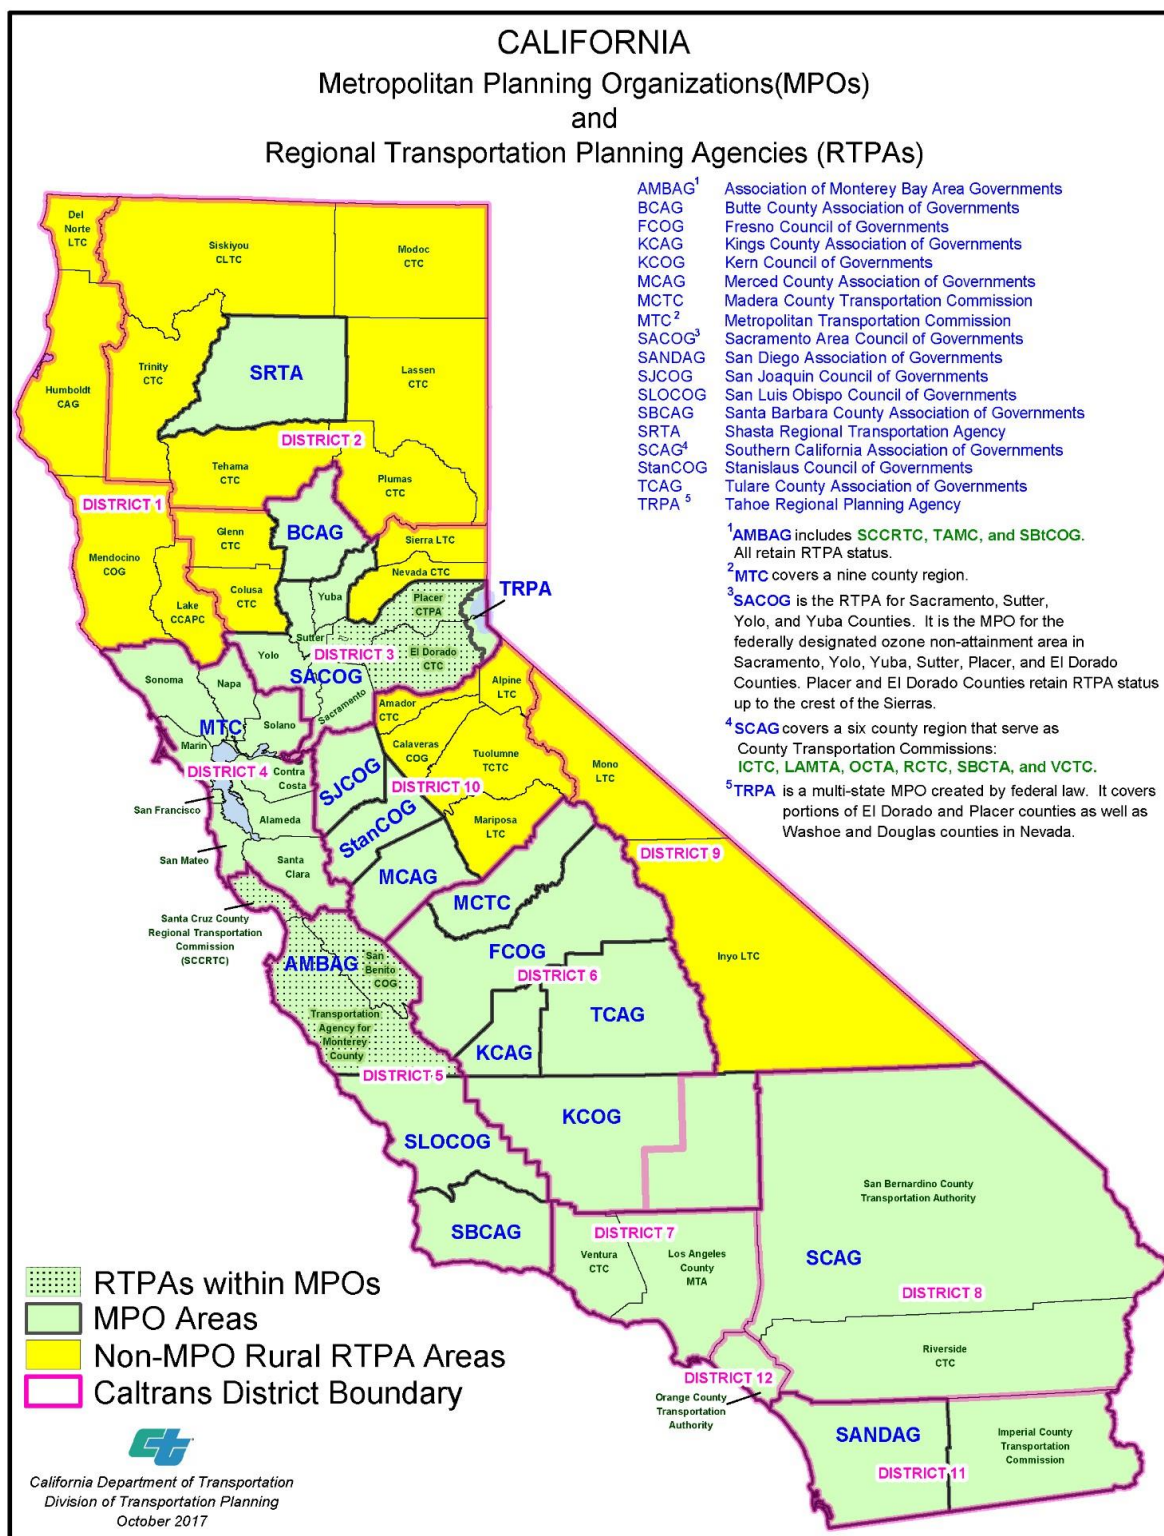 CALIFORNIA
Metropolitan Planning Organizations(MPOs)
and
Regional Transportation Planning Agencies (RTPAs)
AMBAG1 Association of Monterey Bay Area Governments
BCAG Butte County Association of Governments
FCOG Fresno Council of Governments
KCAG Kings County Association of Governments
KCOG Kern Council of Governments
MCAG Merced County Association of Governments
MCTC Madera County Transportation Commission
MTC2 Metropolitan Transportation Commission
SACOG3 Sacramento Area Council of Governments
SANDAG San Diego Association of Governments
SJCOG San Joaquin Council of Governments
SLOCOG San Luis Obispo Council of Governments
SBCAG Santa Barbara County Association of Governments
SRTA Shasta Regional Transportation Agency
SCAG4 Southern California Association of Governments
StanCOG Stanislaus Council of Governments
TCAG Tulare County Association of Governments
TRPA 5 Tahoe Regional Planning Agency
1AMBAG includes SCCRTC, TAMC, and SBtCOG.
All retain RTPA status.
2MTC covers a nine county region.
3SACOG is the RTPA for Sacramento, Sutter,
Yolo, and Yuba Counties. It is the MPO for the
federally designated ozone non-attainment area in
Sacramento, Yolo, Yuba, Sutter, Placer, and El Dorado
Counties. Placer and El Dorado Counties retain RTPA status
up to the crest of the Sierras.
4SCAG covers a six county region that serve as
County Transportation Commissions:
ICTC, LAMTA, OCTA, RCTC, SBCTA, and VCTC.
5TRPA is a multi-state MPO created by federal law. It covers
portions of El Dorado and Placer counties as well as
Washoe and Douglas counties in Nevada.
Del
Norte
LTC
Siskiyou
CLTC
Modoc
CTC
Humboldt
CAG
Trinity
CTC
SRTA
Lassen
CTC
DISTRICT 2
Tehama
CTC
Plumas
CTC
DISTRICT 1
BCAG
Glenn
CTC
Sierra LTC
Mendocino
COG
Nevada CTC
Colusa
CTC
Lake
CCAPC
Yuba
Placer
CTPA
TRPA
Sutter
Yolo
DISTRICT 3
El Dorado
CTC
SACOG
Sacramento
Sonoma
Napa
Solano
MTC
Marin
Alpine
LTC
Amador
CTC
Calaveras
COG
Tuolumne
TCTC
Mono
LTC
DISTRICT 4
Contra
Costa
SJCOG
DISTRICT 10
San Francisco
Alameda
StanCOG
Mariposa
LTC
San Mateo
Santa
Clara
MCAG
DISTRICT 9
MCTC
Santa Cruz County
Regional Transportation
Commission
(SCCRTC)
AMBAG
San
Benito
COG
FCOG
DISTRICT 6
Inyo LTC
Transportation
Agency for
Monterey
County
TCAG
KCAG
DISTRICT 5
KCOG
SLOCOG
SBCAG
San Bernardino County
Transportation Authority
DISTRICT 7
Ventura
CTC
Los Angeles
County
MTA
SCAG
DISTRICT 8
Riverside
CTC
DISTRICT 12
Orange County
Transportation
Authority
SANDAG
Imperial County
Transportation
Commission
DISTRICT 11
RTPAs within MPOs
MPO Areas
Non-MPO Rural RTPA Areas
Caltrans District Boundary
ct
California Department of Transportation
Division of Transportation Planning
October 2017